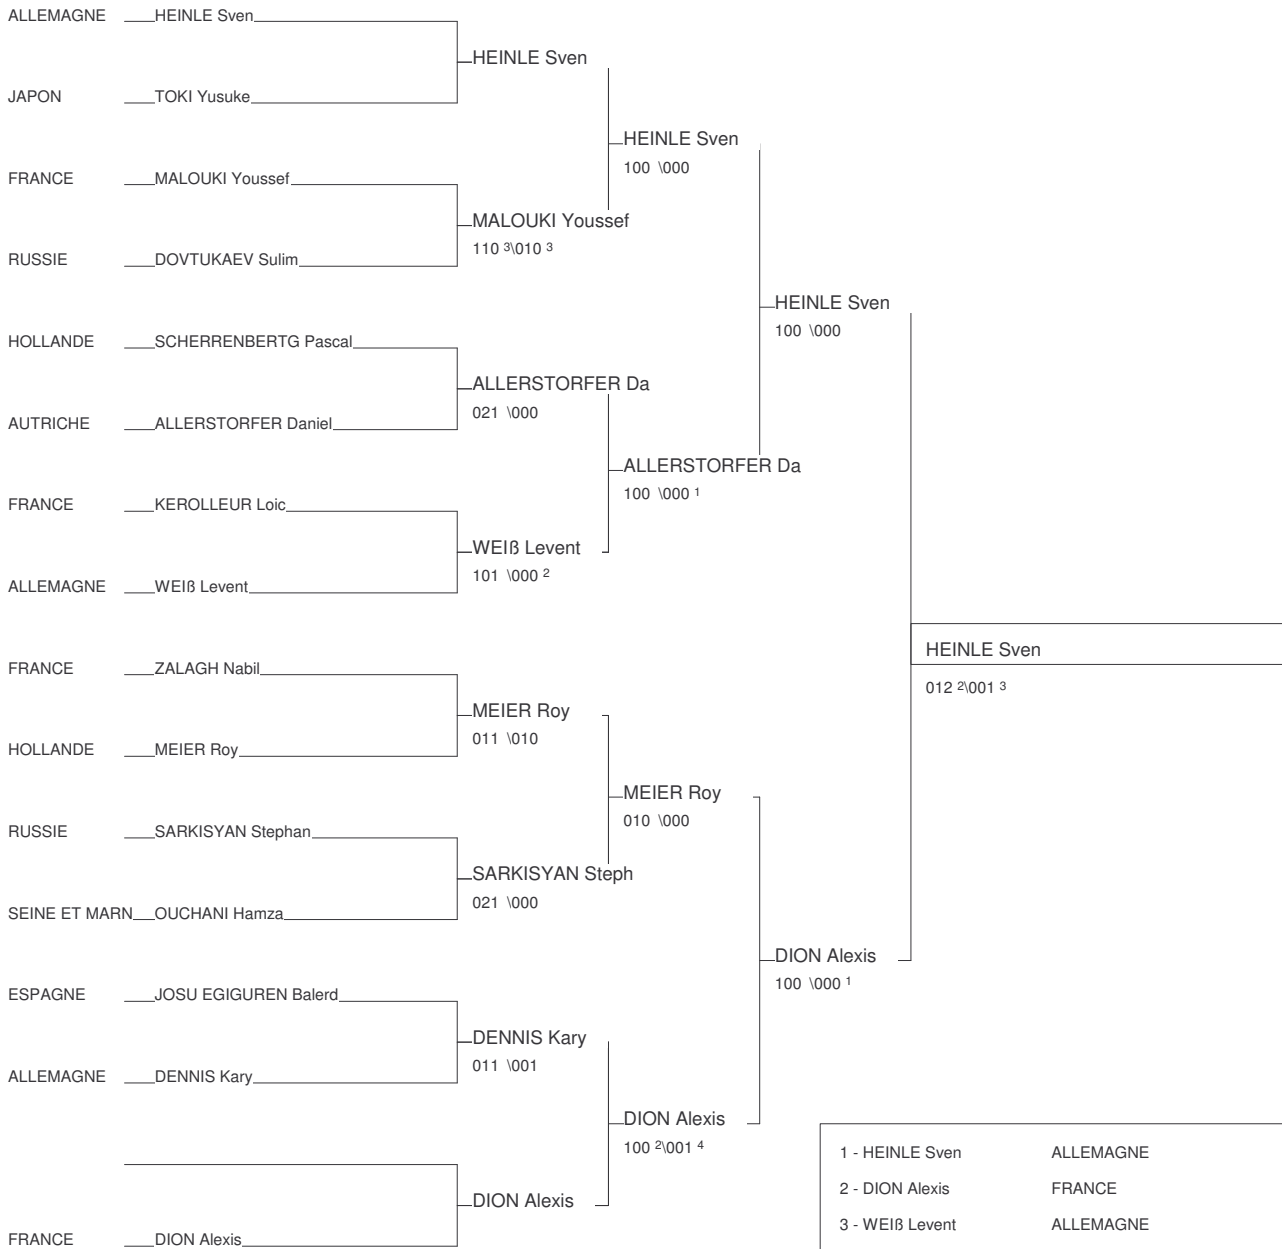 ALLEMAGNE HEINLE Sven
HEINLE Sven
JAPON TOKI Yusuke
HEINLE Sven
100 \000
FRANCE MALOUKI Youssef
MALOUKI Youssef
110 3\010 3
RUSSIE DOVTUKAEV Sulim
HEINLE Sven
100 \000
HOLLANDE SCHERRENBERTG Pascal
ALLERSTORFER Da
021 \000
AUTRICHE ALLERSTORFER Daniel
ALLERSTORFER Da
100 \000 1
FRANCE KEROLLEUR Loic
WEIß Levent
101 \000 2
ALLEMAGNE WEIß Levent
HEINLE Sven
012 2\001 3
FRANCE ZALAGH Nabil
MEIER Roy
011 \010
HOLLANDE MEIER Roy
MEIER Roy
010 \000
RUSSIE SARKISYAN Stephan
SARKISYAN Steph
021 \000
SEINE ET MARN OUCHANI Hamza
DION Alexis
100 \000 1
ESPAGNE JOSU EGIGUREN Balerd
DENNIS Kary
011 \001
ALLEMAGNE DENNIS Kary
DION Alexis
100 2\001 4
DION Alexis
FRANCE DION Alexis
1 - HEINLE Sven ALLEMAGNE
2 - DION Alexis FRANCE
3 - WEIß Levent ALLEMAGNE